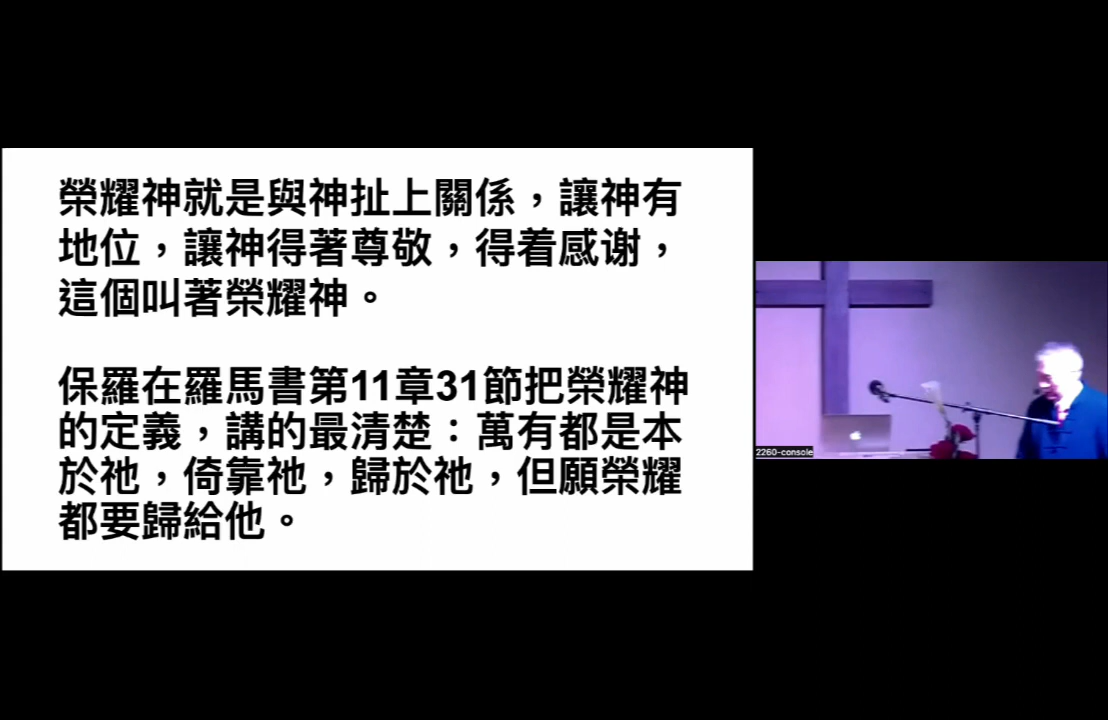 榮耀神就是與神扯上關係，讓神有
地位，讓神得著尊敬，得着感谢，
這個叫著榮耀神。
保羅在羅馬書第11章31節把榮耀神
的定義，講的最清楚：萬有都是本
於祂，倚靠祂，歸於祂，但願榮耀
都要歸給他。
2260-console